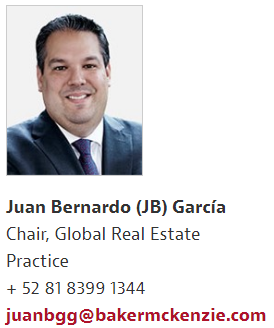 Juan Bernardo (JB) García
Chair, Global Real Estate
Practice
+ 52 81 8399 1344
juanbgg@bakermckenzie.com